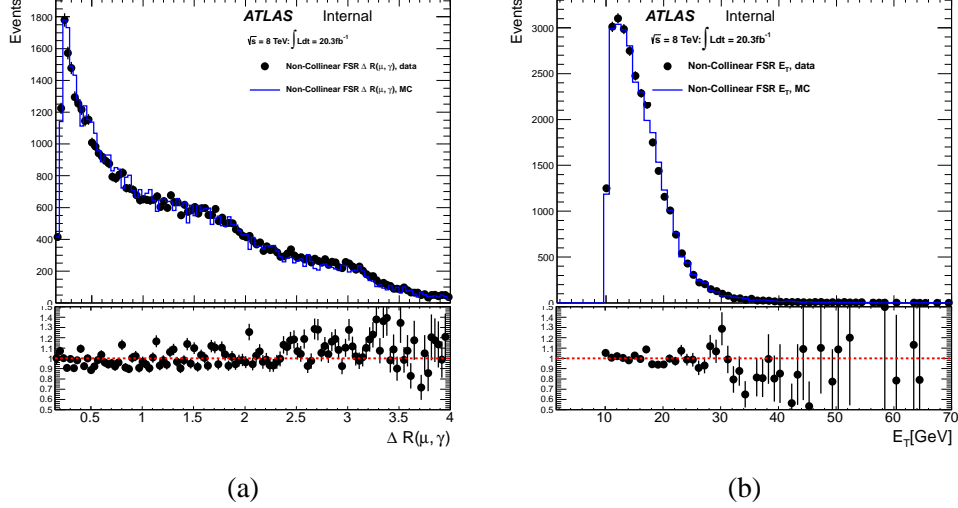 Events
1800
1600
1400
1200
1000
800
600
400
200
0
ATLAS Internal
√s = 8 TeV: ∫ Ldt = 20.3fb⁻¹
Non-Collinear FSR Δ R(μ, γ), data
Non-Collinear FSR Δ R(μ, γ), MC
1.5
1.4
1.3
1.2
1.1
1
0.9
0.8
0.7
0.6
0.5
0.5 1 1.5 2 2.5 3 3.5 4
Δ R(μ, γ)
(a)
Events
3000
2500
2000
1500
1000
500
0
ATLAS Internal
√s = 8 TeV: ∫ Ldt = 20.3fb⁻¹
Non-Collinear FSR E_T, data
Non-Collinear FSR E_T, MC
1.5
1.4
1.3
1.2
1.1
1
0.9
0.8
0.7
0.6
0.5
10 20 30 40 50 60 70
E_T[GeV]
(b)